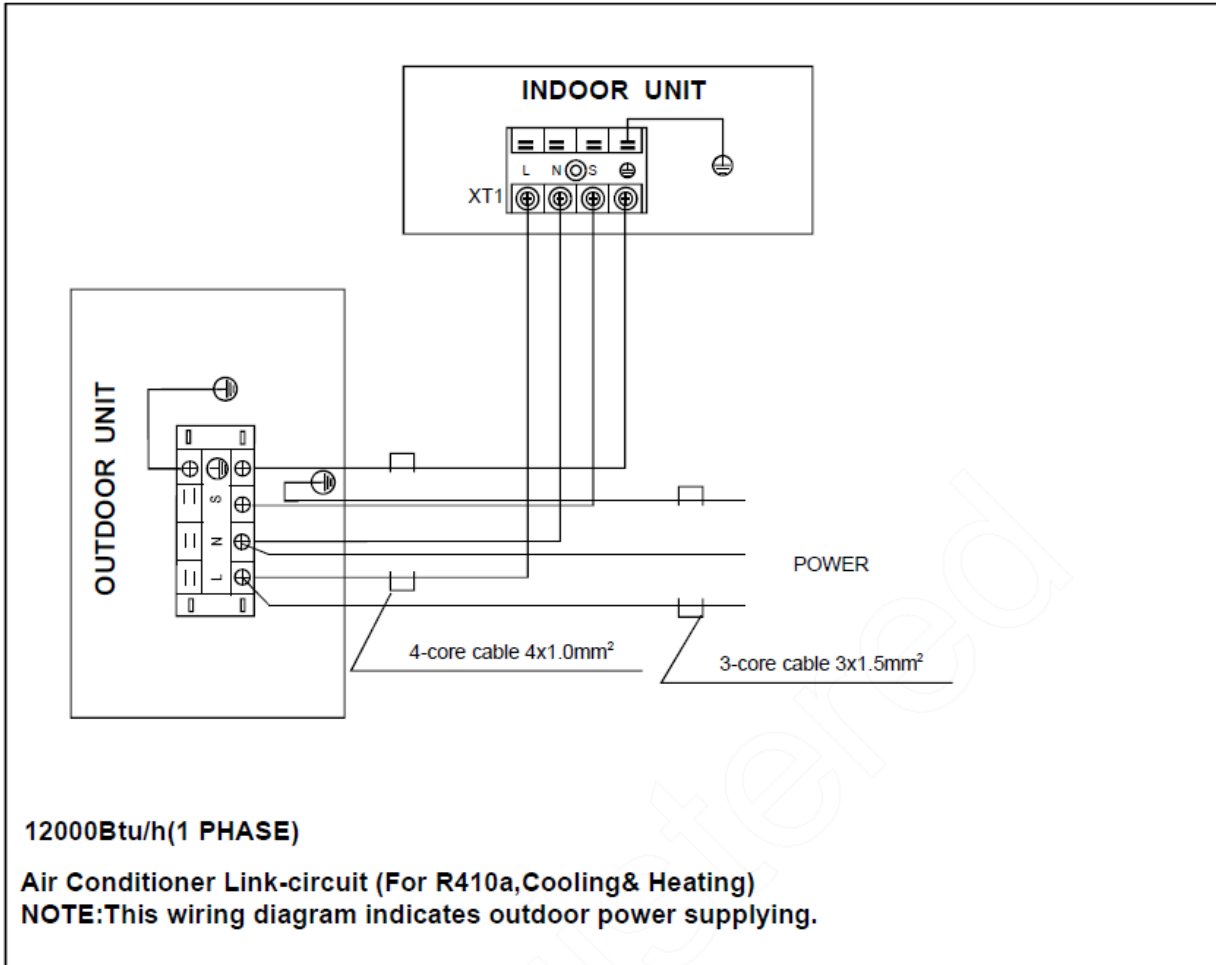 INDOOR UNIT
L N S
XT1
OUTDOOR UNIT
S
N
L
POWER
4-core cable 4x1.0mm²
3-core cable 3x1.5mm²
12000Btu/h(1 PHASE)
Air Conditioner Link-circuit (For R410a,Cooling& Heating)
NOTE:This wiring diagram indicates outdoor power supplying.